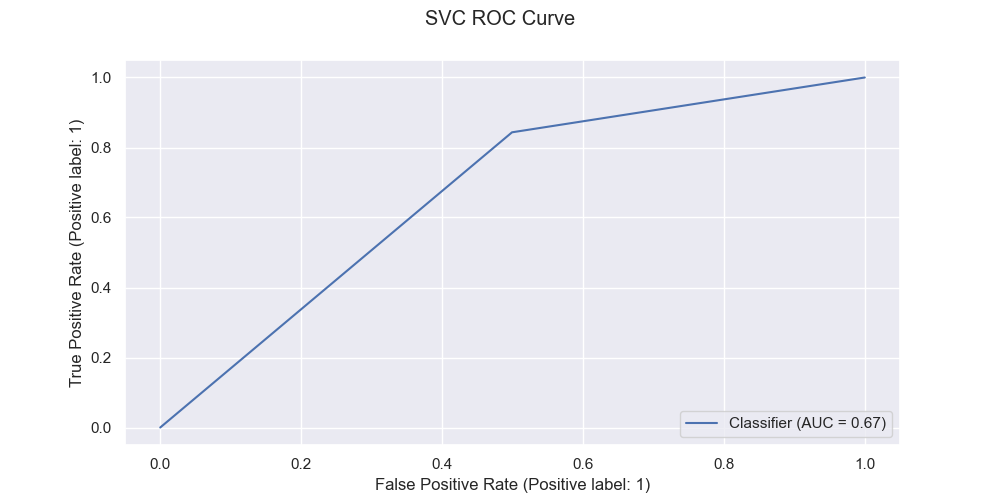 SVC ROC Curve
True Positive Rate (Positive label: 1)
1.0
0.8
0.6
0.4
0.2
0.0
Classifier (AUC = 0.67)
0.0 0.2 0.4 0.6 0.8 1.0
False Positive Rate (Positive label: 1)